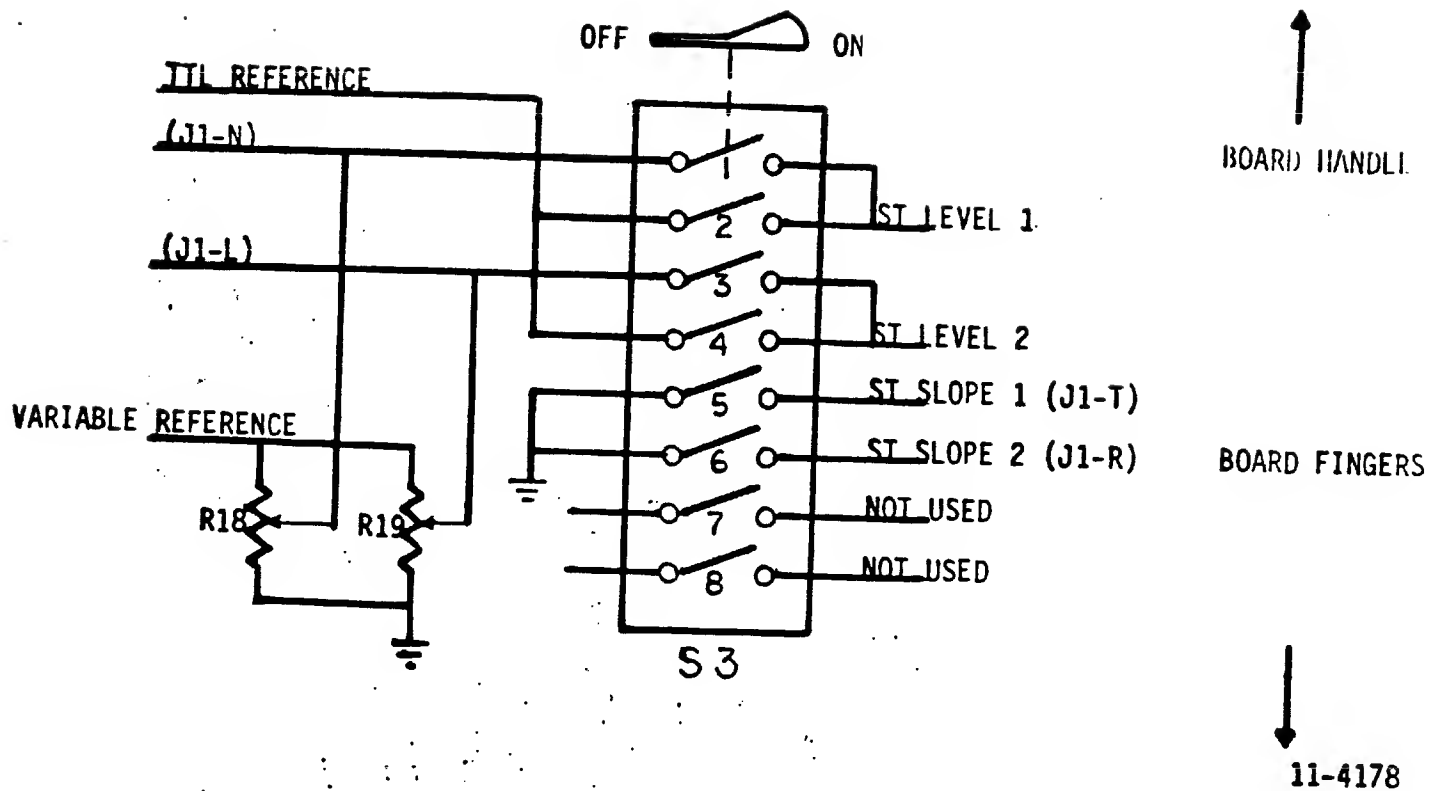 OFF ON
TTL REFERENCE
(J1-N)
1
BOARD HANDLE
2 ST LEVEL 1
(J1-L)
3
4 ST LEVEL 2
5 ST SLOPE 1 (J1-T)
VARIABLE REFERENCE
6 ST SLOPE 2 (J1-R)
BOARD FINGERS
R18 R19
7 NOT USED
8 NOT USED
S3
11-4178